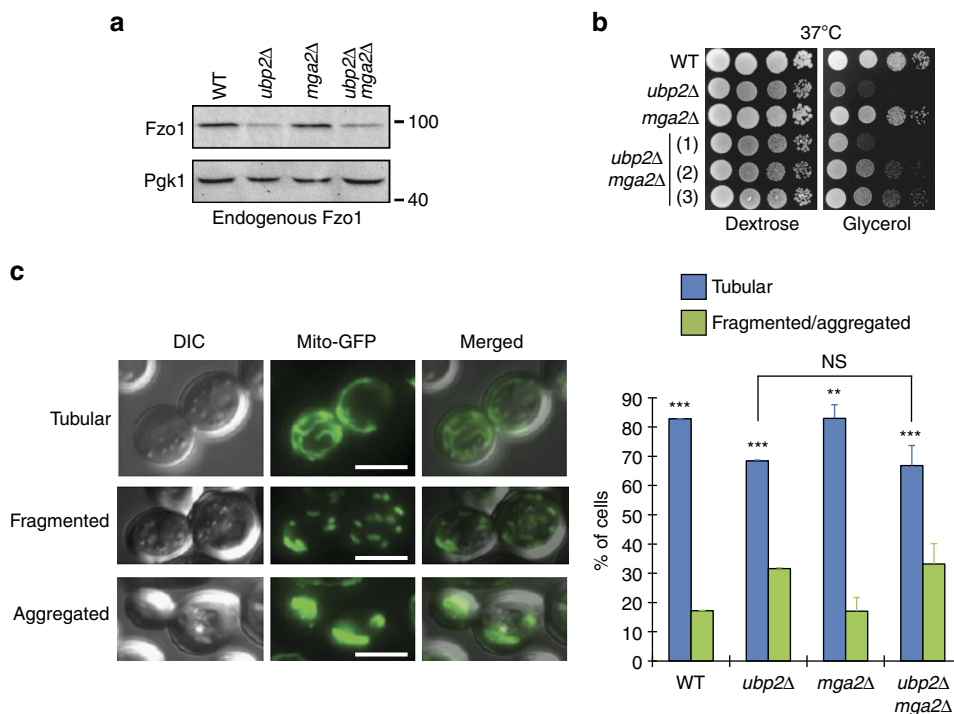 a
WT
ubp2Δ
mga2Δ
ubp2Δ
mga2Δ
Fzo1
100
Pgk1
40
Endogenous Fzo1
b
37°C
WT
ubp2Δ
mga2Δ
ubp2Δ
mga2Δ
(1)
(2)
(3)
Dextrose
Glycerol
c
DIC
Mito-GFP
Merged
Tubular
Fragmented
Aggregated
Tubular
Fragmented/aggregated
NS
% of cells
90
80
70
60
50
40
30
20
10
0
***
***
**
***
WT
ubp2Δ
mga2Δ
ubp2Δ
mga2Δ